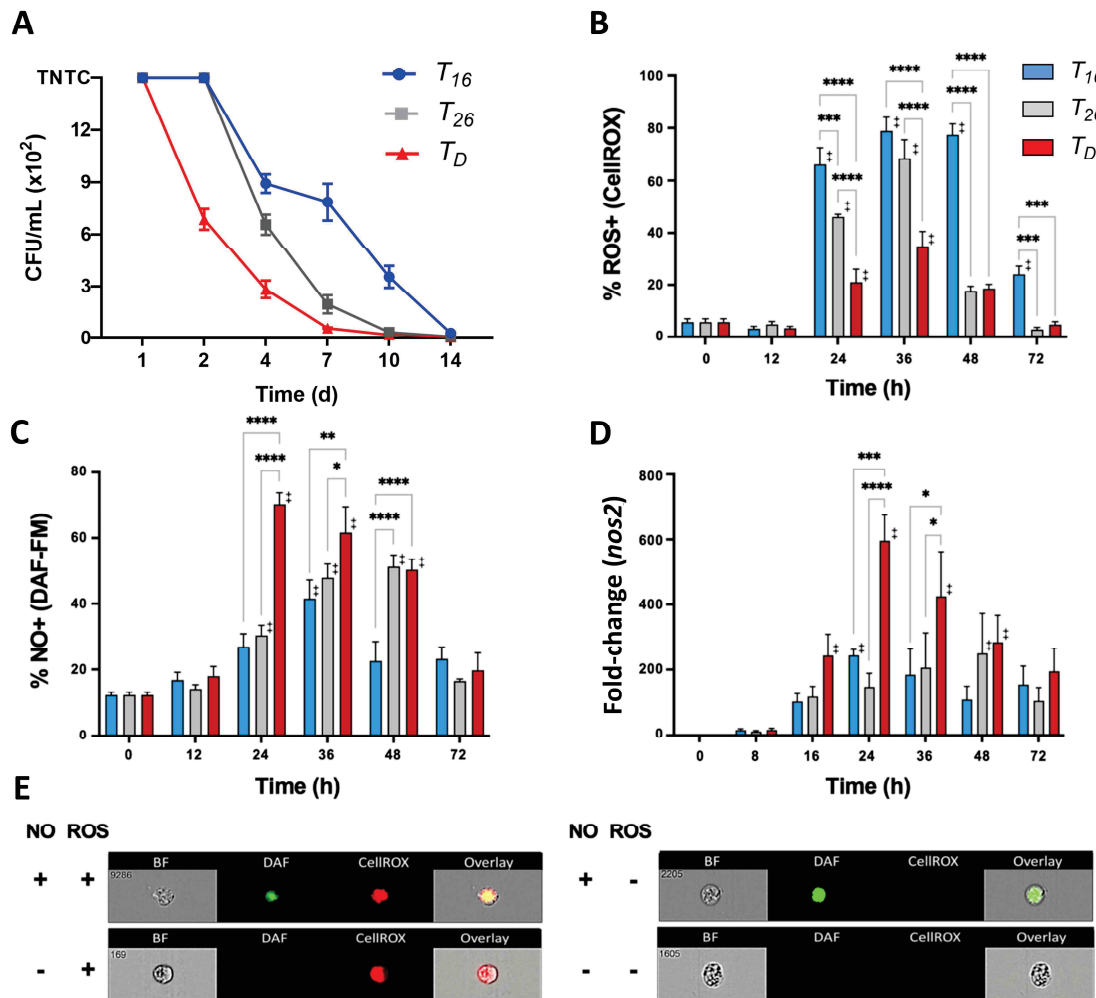 A
TNTC
12
9
6
3
0
CFU/mL (x10²)
1 2 4 7 10 14
Time (d)
T16
T26
TD
B
100
80
60
40
20
0
% ROS+ (CellROX)
**** **** ****
*** **** ****
****
*** ***
‡‡ ‡‡ ‡‡ ‡‡ ‡‡ ‡‡ ‡‡ ‡‡
0 12 24 36 48 72
Time (h)
T16
T26
TD
C
80
60
40
20
0
% NO+ (DAF-FM)
**** ** ****
**** * ****
‡‡ ‡‡ ‡‡ ‡‡ ‡‡ ‡‡ ‡‡
0 12 24 36 48 72
Time (h)
D
800
600
400
200
0
Fold-change (nos2)
*** *
**** *
‡‡ ‡‡ ‡‡ ‡‡ ‡‡ ‡‡
0 8 16 24 36 48 72
Time (h)
E
NO ROS
+ +
BF DAF CellROX Overlay
9286
- +
BF DAF CellROX Overlay
169
NO ROS
+ -
BF DAF CellROX Overlay
2205
- -
BF DAF CellROX Overlay
1605